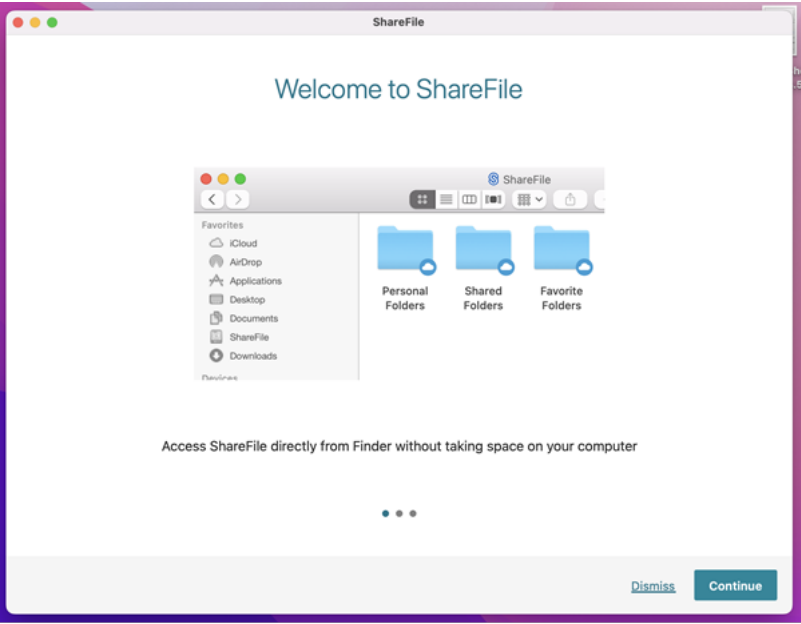 ShareFile
Welcome to ShareFile
ShareFile
Favorites
iCloud
AirDrop
Applications
Desktop
Documents
ShareFile
Downloads
Devices
Personal
Folders
Shared
Folders
Favorite
Folders
Access ShareFile directly from Finder without taking space on your computer
Dismiss
Continue